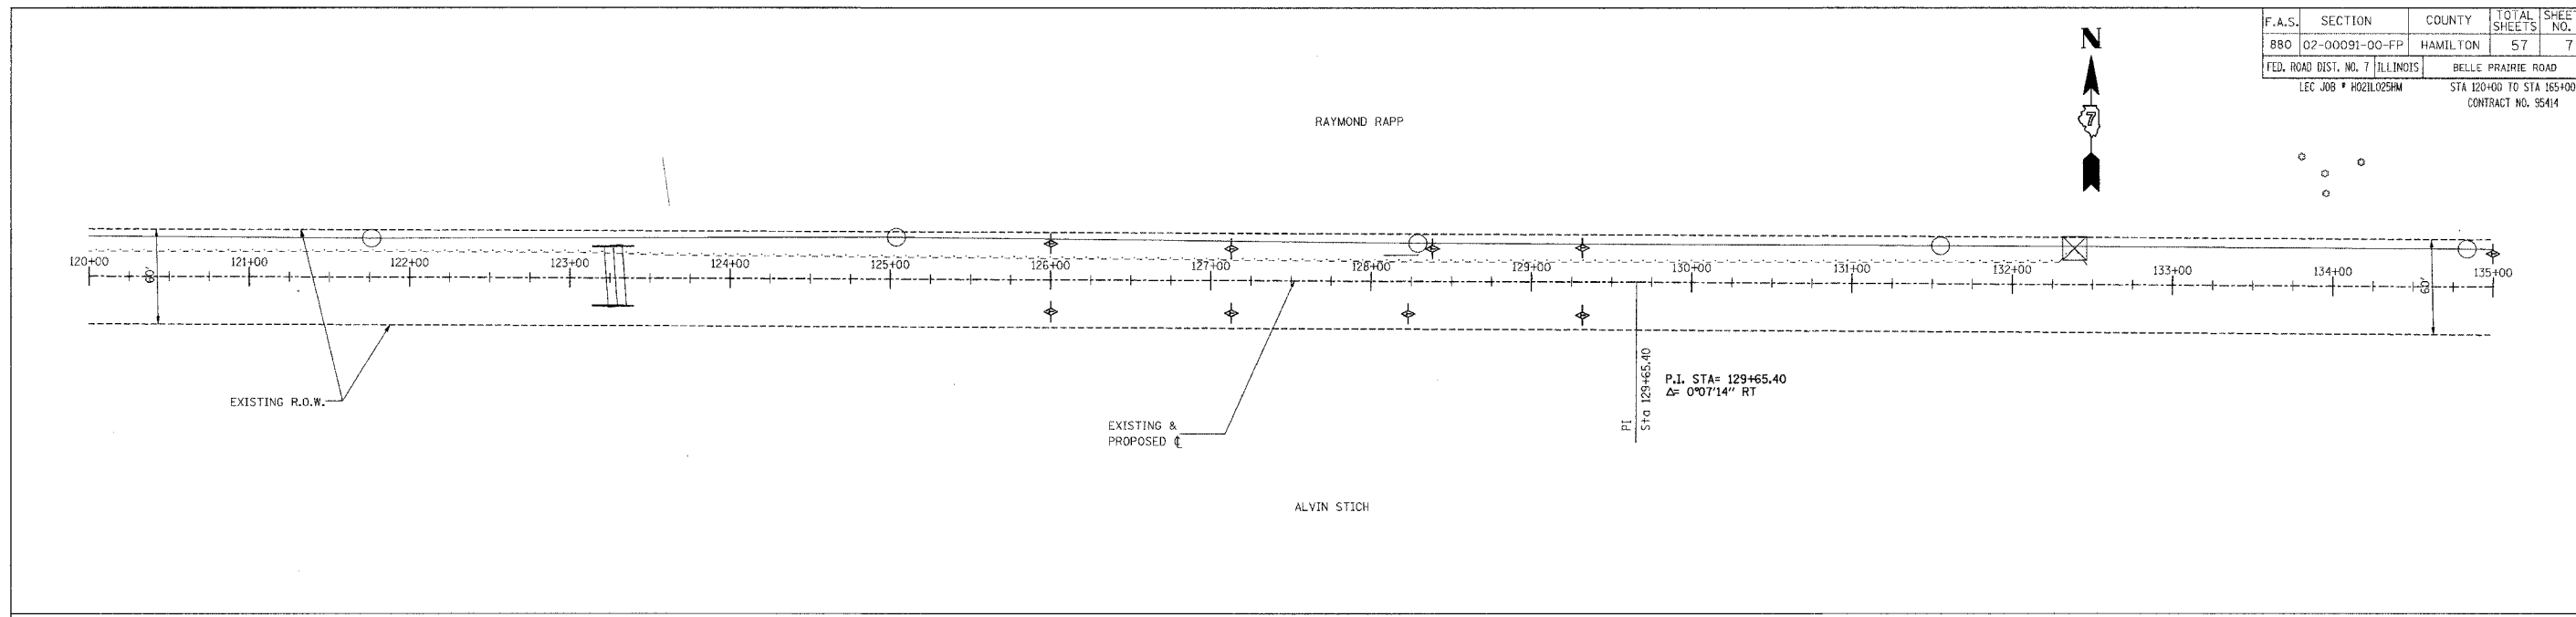 F.A.S. SECTION COUNTY TOTAL SHEETS SHEET NO.
880 02-00091-00-FP HAMILTON 57 7
FED. ROAD DIST. NO. 7 ILLINOIS BELLE PRAIRIE ROAD
LEC JOB # H021L025HM STA 120+00 TO STA 165+00
CONTRACT NO. 95414
N
7
RAYMOND RAPP
120+00 121+00 122+00 123+00 124+00 125+00 126+00 127+00 128+00 129+00 130+00 131+00 132+00 133+00 134+00 135+00
60'
60'
EXISTING R.O.W.
EXISTING &
PROPOSED ℄
PI
Sta 129+65.40
P.I. STA= 129+65.40
Δ= 0°07'14" RT
ALVIN STICH